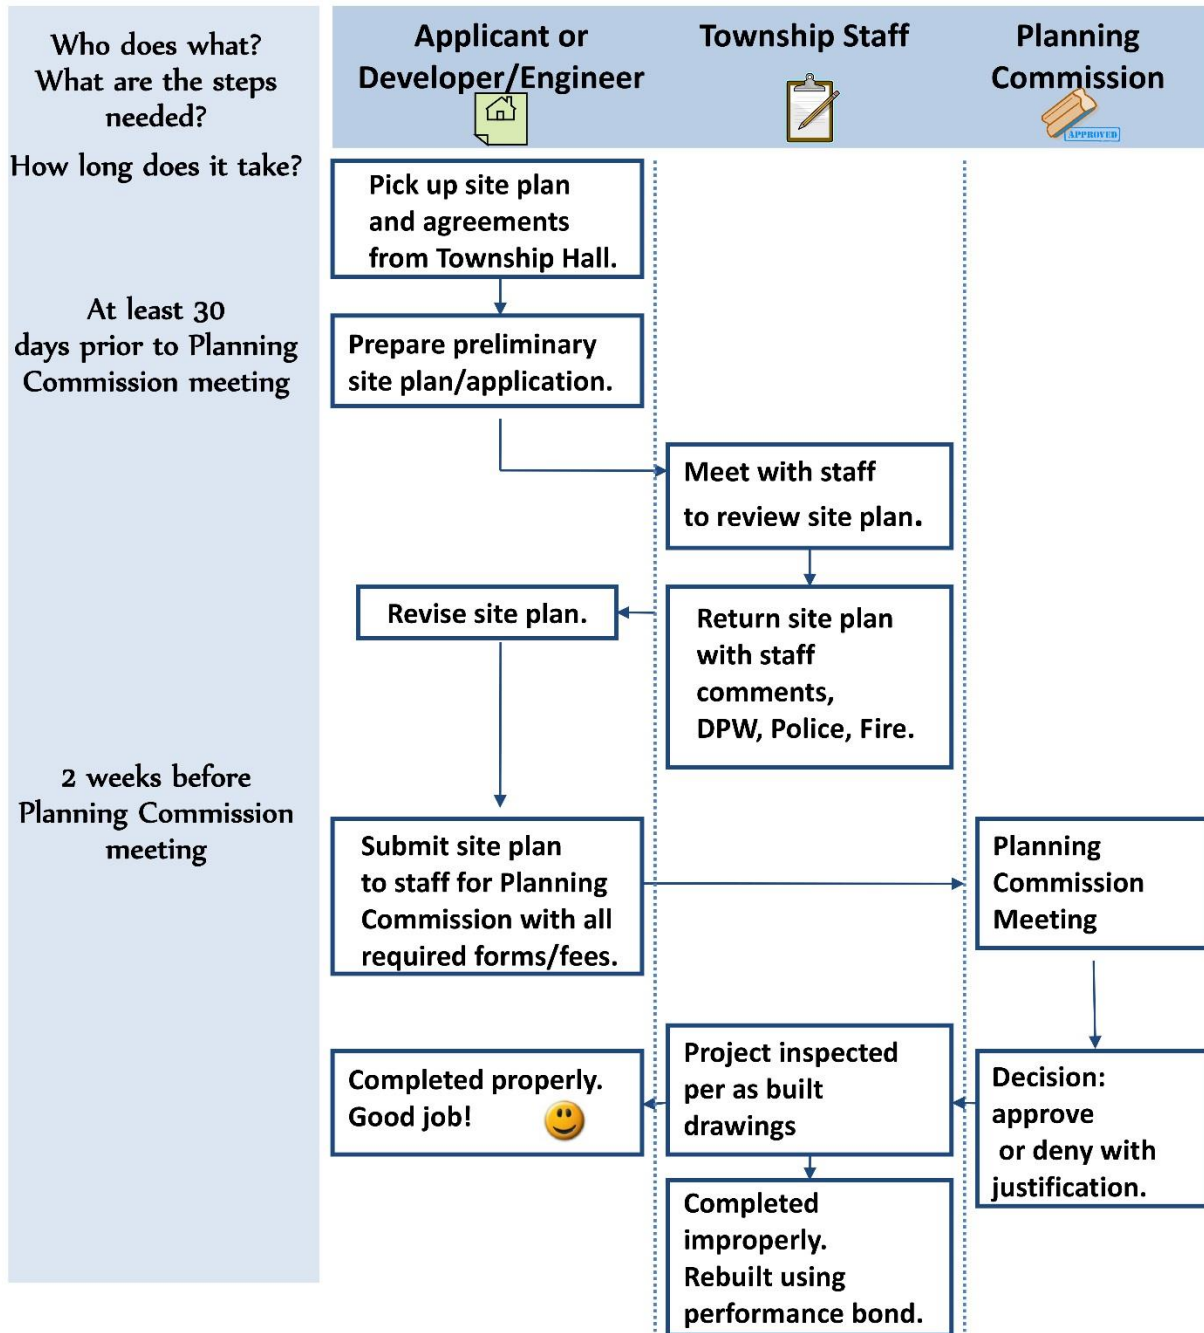 Who does what?
What are the steps
needed?
How long does it take?
Applicant or
Developer/Engineer
Township Staff
Planning
Commission
APPROVED
Pick up site plan
and agreements
from Township Hall.
At least 30
days prior to Planning
Commission meeting
Prepare preliminary
site plan/application.
Meet with staff
to review site plan.
Revise site plan.
Return site plan
with staff
comments,
DPW, Police, Fire.
2 weeks before
Planning Commission
meeting
Submit site plan
to staff for Planning
Commission with all
required forms/fees.
Planning
Commission
Meeting
Completed properly.
Good job!
Project inspected
per as built
drawings
Decision:
approve
or deny with
justification.
Completed
improperly.
Rebuilt using
performance bond.